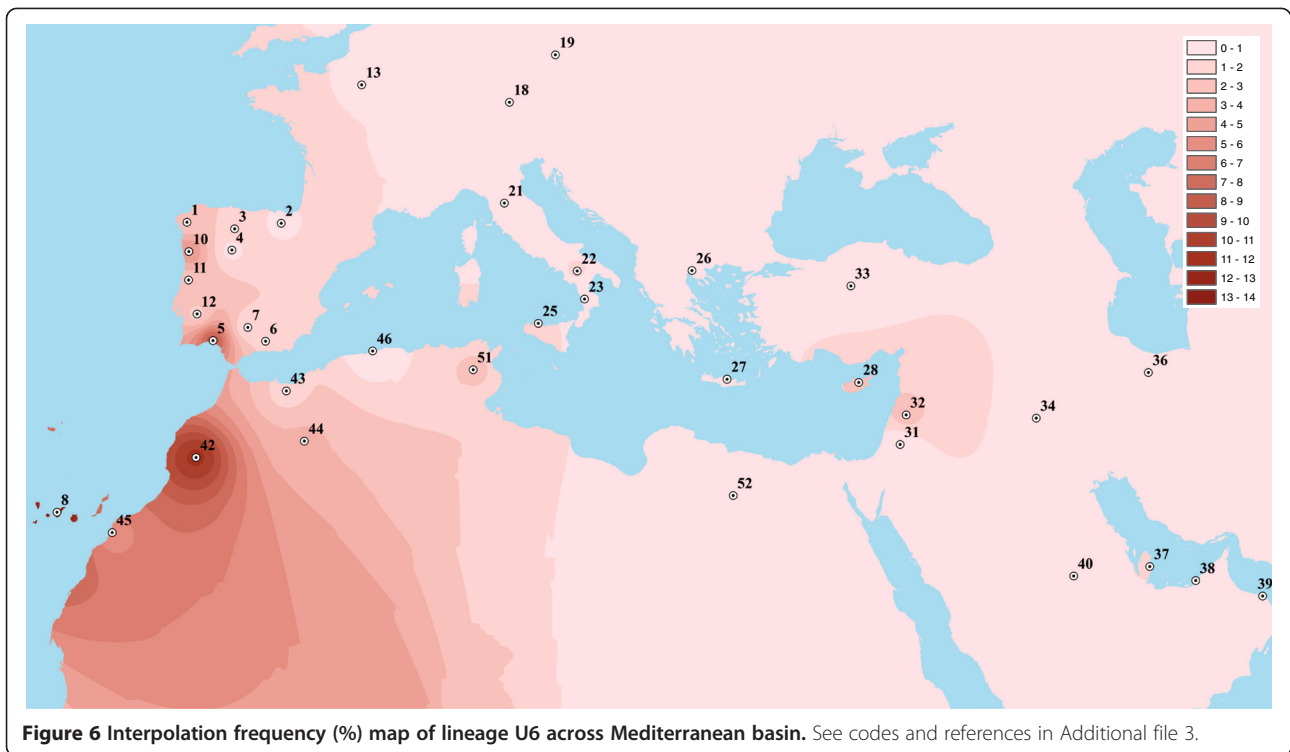 19
13
18
0 - 1
1 - 2
2 - 3
3 - 4
4 - 5
5 - 6
6 - 7
7 - 8
8 - 9
9 - 10
10 - 11
11 - 12
12 - 13
13 - 14
21
1
3
2
4
10
22
26
11
33
23
12
7
25
5
6
46
51
27
28
36
43
32
34
44
31
42
52
8
45
37
40
38
39
Figure 6 Interpolation frequency (%) map of lineage U6 across Mediterranean basin. See codes and references in Additional file 3.